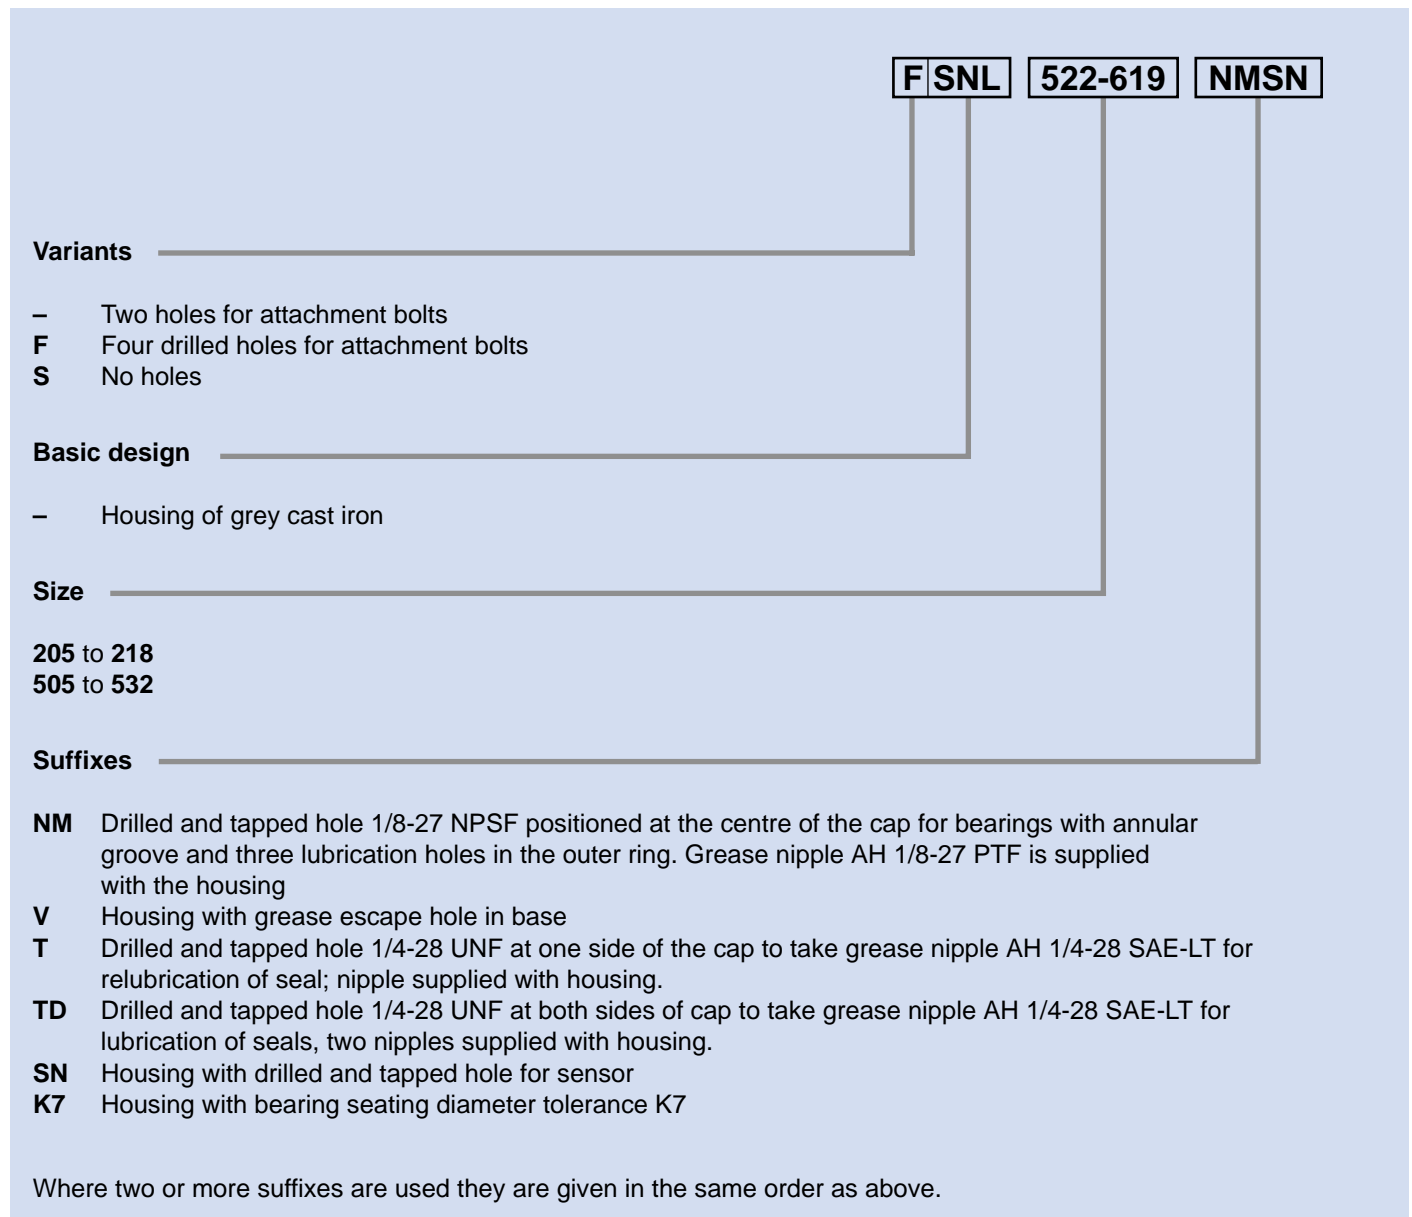 F SNL 522-619 NMSN
Variants
– Two holes for attachment bolts
F Four drilled holes for attachment bolts
S No holes
Basic design
– Housing of grey cast iron
Size
205 to 218
505 to 532
Suffixes
NM Drilled and tapped hole 1/8-27 NPSF positioned at the centre of the cap for bearings with annular
groove and three lubrication holes in the outer ring. Grease nipple AH 1/8-27 PTF is supplied
with the housing
V Housing with grease escape hole in base
T Drilled and tapped hole 1/4-28 UNF at one side of the cap to take grease nipple AH 1/4-28 SAE-LT for
relubrication of seal; nipple supplied with housing.
TD Drilled and tapped hole 1/4-28 UNF at both sides of cap to take grease nipple AH 1/4-28 SAE-LT for
lubrication of seals, two nipples supplied with housing.
SN Housing with drilled and tapped hole for sensor
K7 Housing with bearing seating diameter tolerance K7
Where two or more suffixes are used they are given in the same order as above.